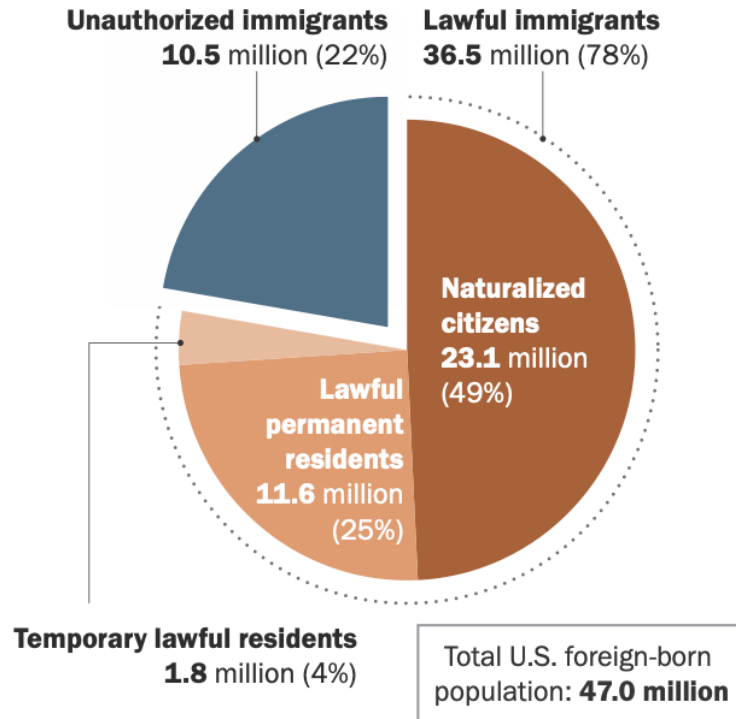 Unauthorized immigrants
10.5 million (22%)
Lawful immigrants
36.5 million (78%)
Naturalized
citizens
23.1 million
(49%)
Lawful
permanent
residents
11.6 million
(25%)
Temporary lawful residents
1.8 million (4%)
Total U.S. foreign-born
population: 47.0 million